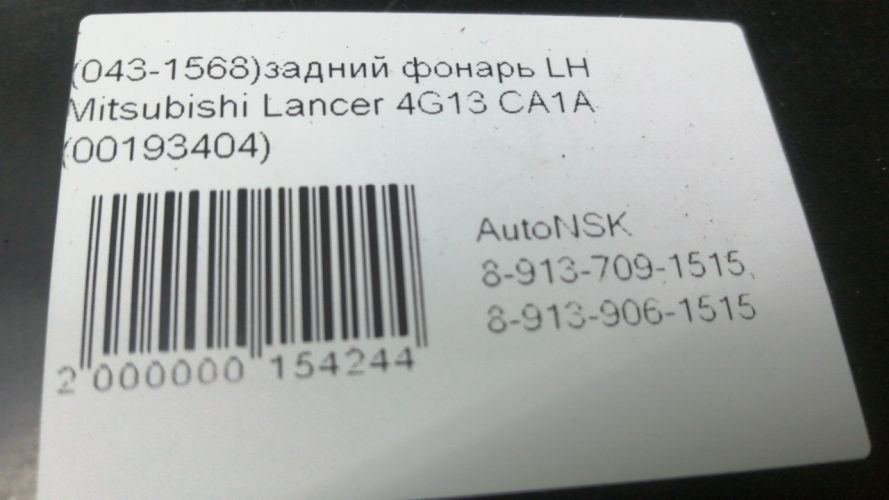 (043-1568)задний фонарь LH
Mitsubishi Lancer 4G13 CA1A
(00193404)
AutoNSK
8-913-709-1515,
8-913-906-1515
2 000000 154244